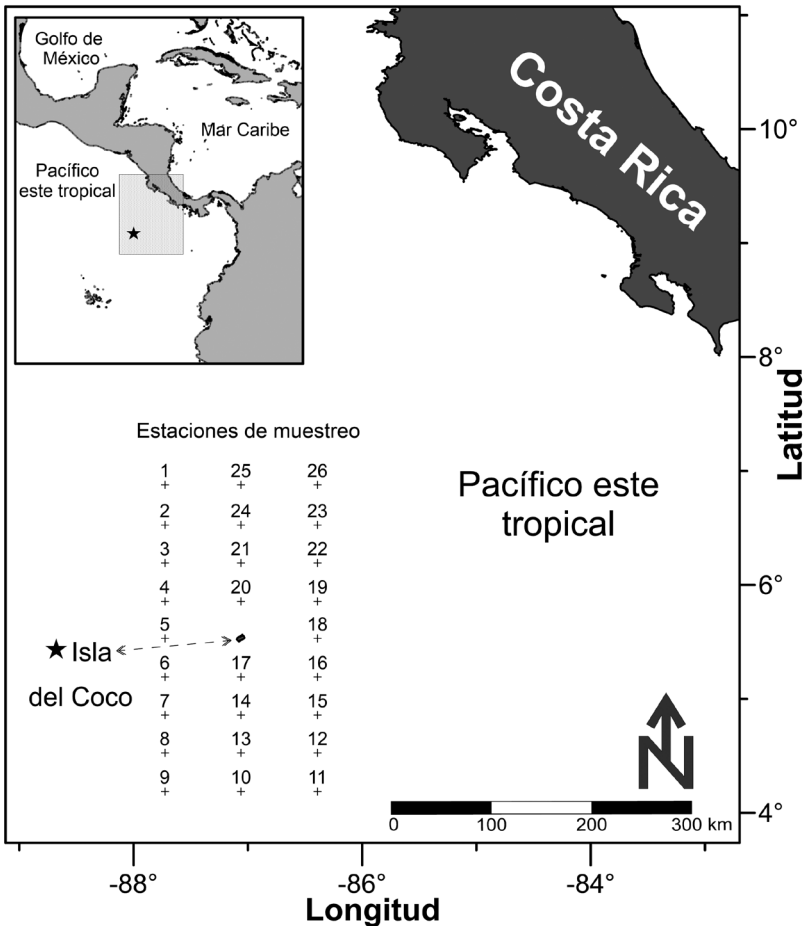 Golfo de
México
Mar Caribe
Pacífico
este tropical
Costa Rica
10°
8°
6°
4°
Latitud
Estaciones de muestreo
1 25 26
2 24 23
3 21 22
4 20 19
5 18
6 17 16
7 14 15
8 13 12
9 10 11
Isla
del Coco
Pacífico este
tropical
N
0 100 200 300 km
-88° -86° -84°
Longitud